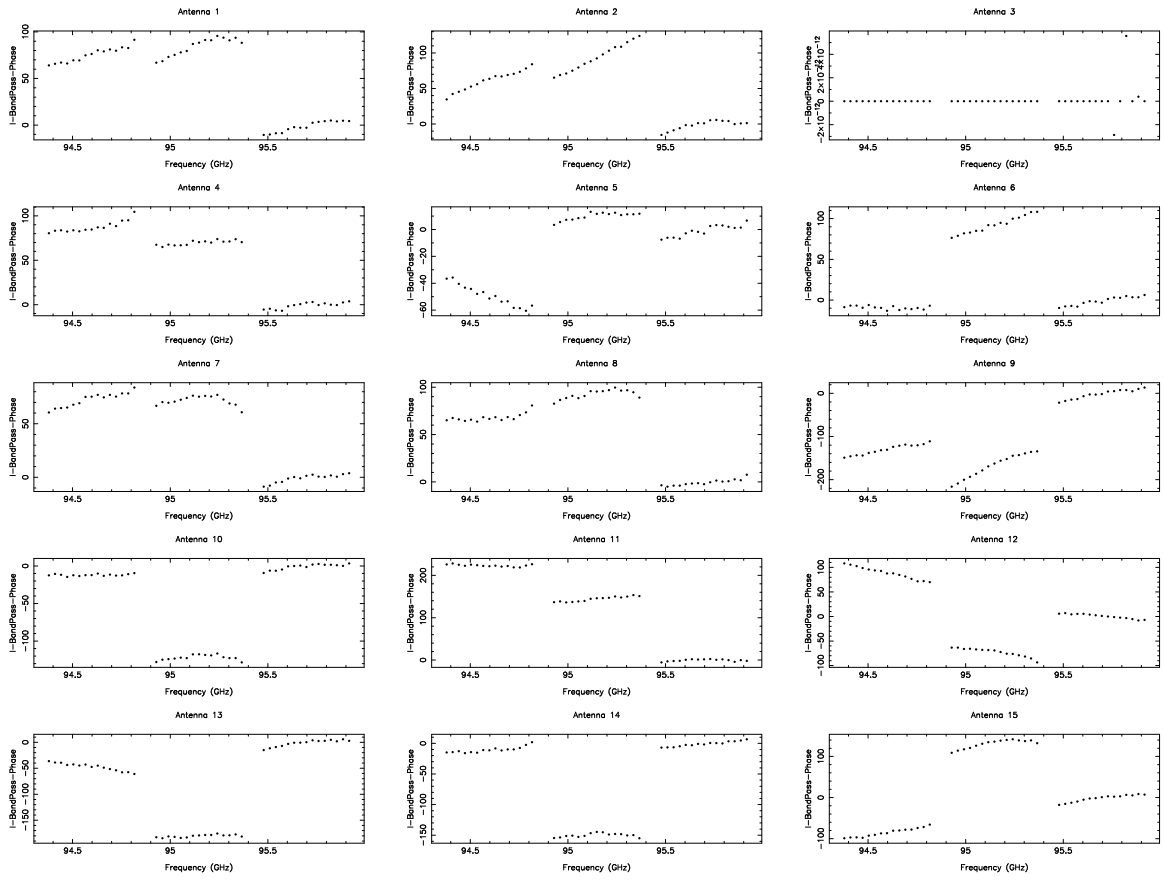 Antenna 1
I-BandPass-Phase
0 50 100
94.5 95 95.5
Frequency (GHz)
Antenna 2
I-BandPass-Phase
0 50 100
94.5 95 95.5
Frequency (GHz)
Antenna 3
I-BandPass-Phase
−2×10−12 0 2×10−12
94.5 95 95.5
Frequency (GHz)
Antenna 4
I-BandPass-Phase
0 50 100
94.5 95 95.5
Frequency (GHz)
Antenna 5
I-BandPass-Phase
−60 −40 −20 0
94.5 95 95.5
Frequency (GHz)
Antenna 6
I-BandPass-Phase
0 50 100
94.5 95 95.5
Frequency (GHz)
Antenna 7
I-BandPass-Phase
0 50
94.5 95 95.5
Frequency (GHz)
Antenna 8
I-BandPass-Phase
0 50 100
94.5 95 95.5
Frequency (GHz)
Antenna 9
I-BandPass-Phase
−200 −100 0
94.5 95 95.5
Frequency (GHz)
Antenna 10
I-BandPass-Phase
−100 −50 0
94.5 95 95.5
Frequency (GHz)
Antenna 11
I-BandPass-Phase
0 100 200
94.5 95 95.5
Frequency (GHz)
Antenna 12
I-BandPass-Phase
−100 −50 0 50 100
94.5 95 95.5
Frequency (GHz)
Antenna 13
I-BandPass-Phase
−150 −100 −50 0
94.5 95 95.5
Frequency (GHz)
Antenna 14
I-BandPass-Phase
−150 −100 −50 0
94.5 95 95.5
Frequency (GHz)
Antenna 15
I-BandPass-Phase
−100 0 100
94.5 95 95.5
Frequency (GHz)